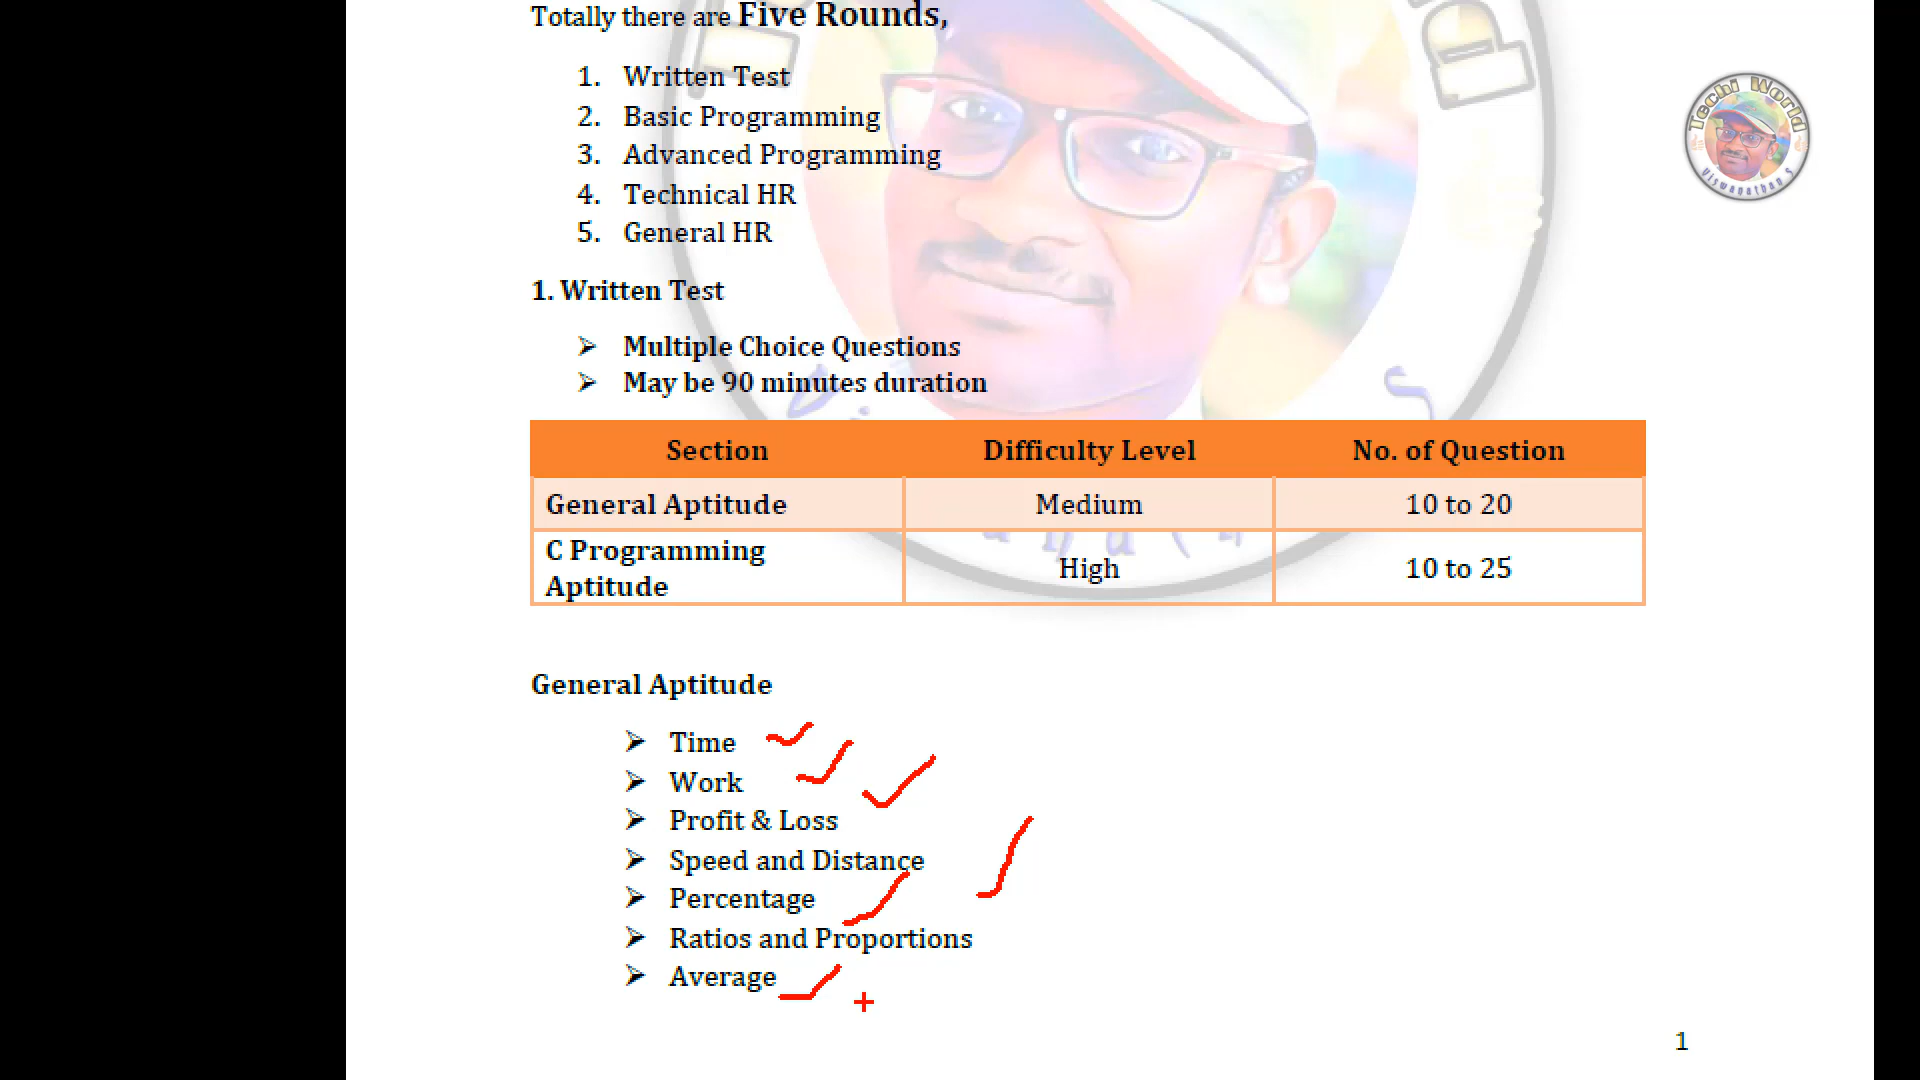 Totally there are Five Rounds,
1. Written Test
2. Basic Programming
3. Advanced Programming
4. Technical HR
5. General HR
1. Written Test
➢ Multiple Choice Questions
➢ May be 90 minutes duration
Section Difficulty Level No. of Question
General Aptitude Medium 10 to 20
C Programming
Aptitude High 10 to 25
General Aptitude
➢ Time
➢ Work
➢ Profit & Loss
➢ Speed and Distance
➢ Percentage
➢ Ratios and Proportions
➢ Average
1
Techi World
Viswanathan S